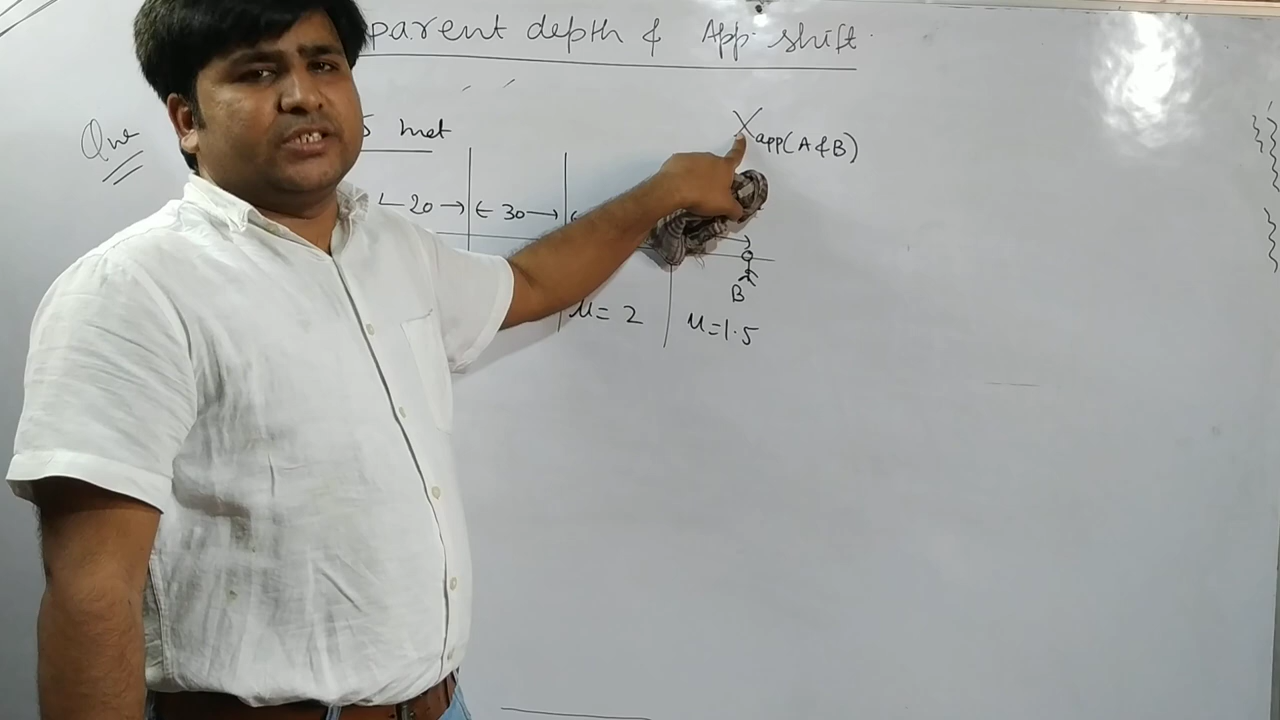 parent depth & App. shift.
Que
5 met
X app(A & B)
20 30
B
μ = 2 μ = 1.5